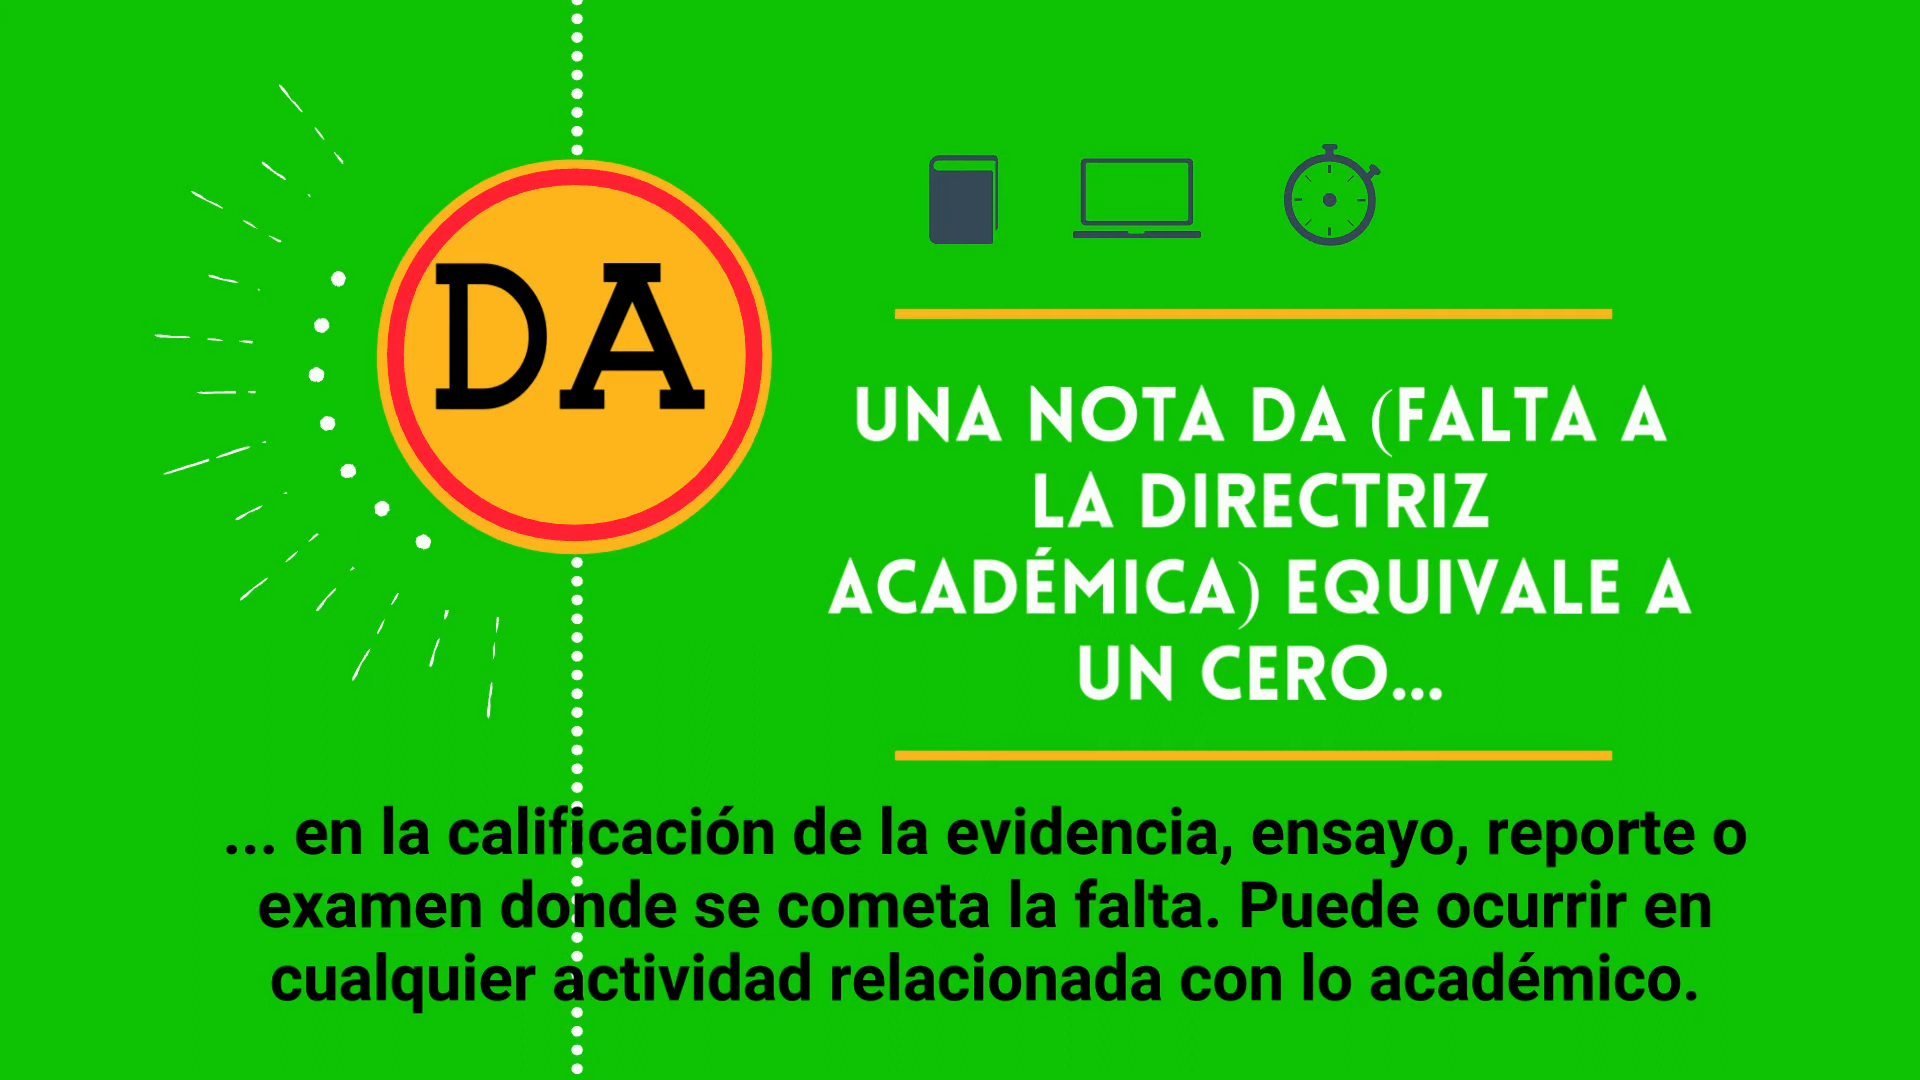 DA
UNA NOTA DA (FALTA A
LA DIRECTRIZ
ACADÉMICA) EQUIVALE A
UN CERO...
... en la calificación de la evidencia, ensayo, reporte o
examen donde se cometa la falta. Puede ocurrir en
cualquier actividad relacionada con lo académico.